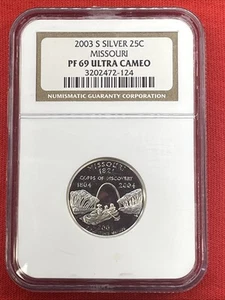 2003 S SILVER 25C
MISSOURI
PF 69 ULTRA CAMEO
3202472-124
NUMISMATIC GUARANTY CORPORATION
MISSOURI
1821
CORPS OF DISCOVERY
1804 2004